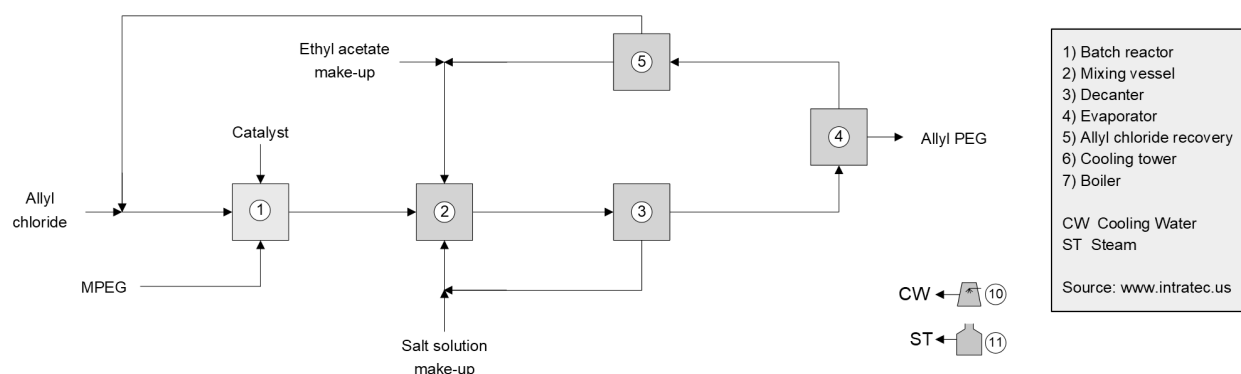 Ethyl acetate
make-up
5
4
Allyl PEG
Catalyst
Allyl
chloride
1
2
3
MPEG
Salt solution
make-up
CW
10
ST
11
1) Batch reactor
2) Mixing vessel
3) Decanter
4) Evaporator
5) Allyl chloride recovery
6) Cooling tower
7) Boiler
CW Cooling Water
ST Steam
Source: www.intratec.us